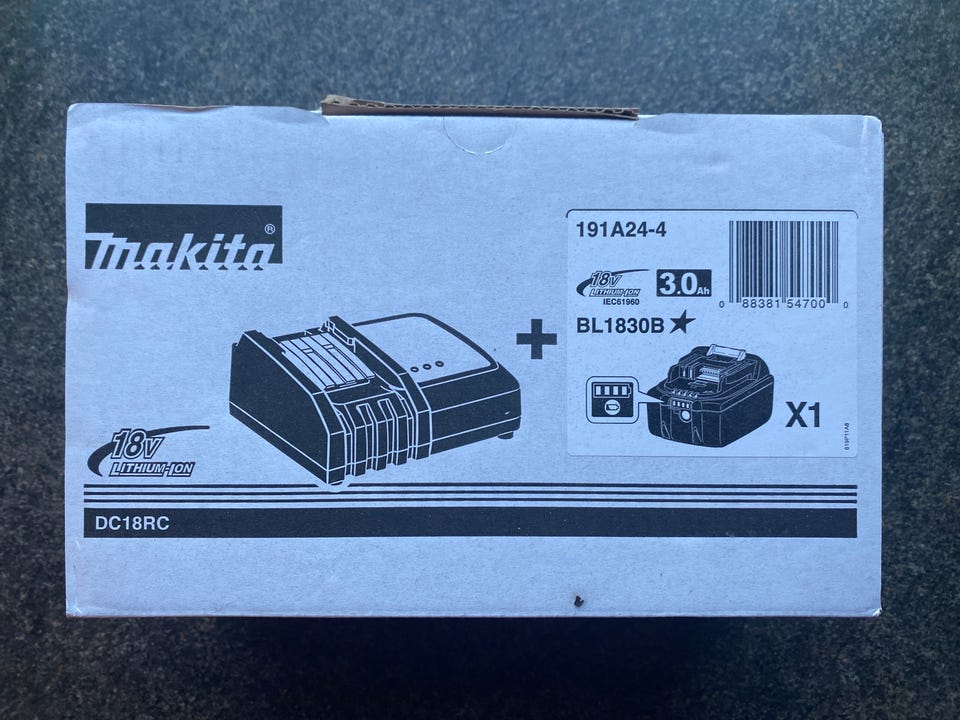 makita®
18V
LITHIUM-ION
DC18RC
191A24-4
18V
LITHIUM-ION
IEC61960
3.0Ah
0 88381 54700 0
BL1830B★
X1
819P11A8